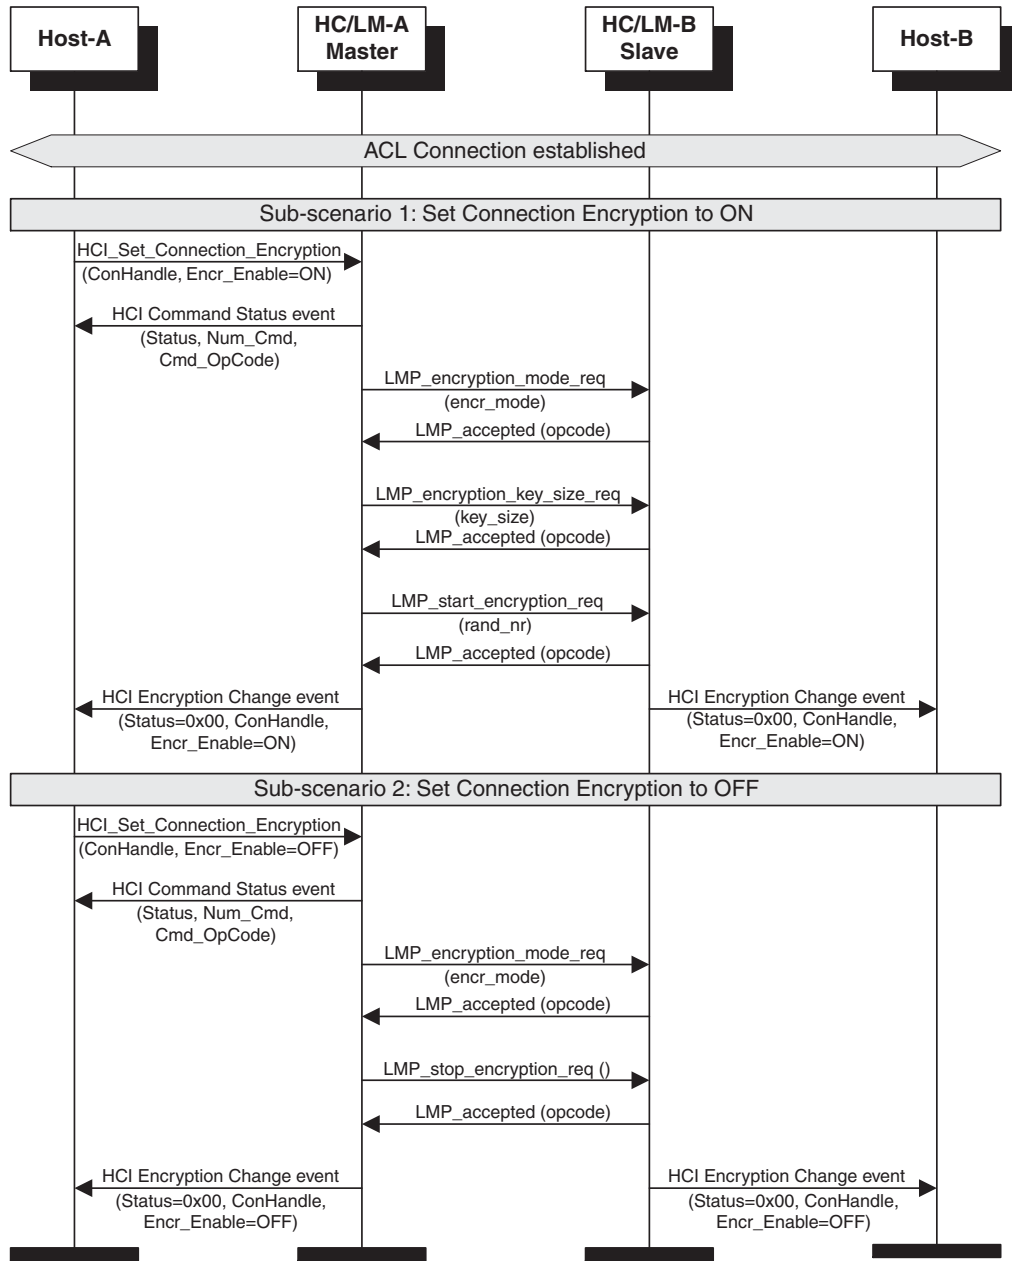 Host-A
HC/LM-A
Master
HC/LM-B
Slave
Host-B
ACL Connection established
Sub-scenario 1: Set Connection Encryption to ON
HCI_Set_Connection_Encryption
(ConHandle, Encr_Enable=ON)
HCI Command Status event
(Status, Num_Cmd,
Cmd_OpCode)
LMP_encryption_mode_req
(encr_mode)
LMP_accepted (opcode)
LMP_encryption_key_size_req
(key_size)
LMP_accepted (opcode)
LMP_start_encryption_req
(rand_nr)
LMP_accepted (opcode)
HCI Encryption Change event
(Status=0x00, ConHandle,
Encr_Enable=ON)
HCI Encryption Change event
(Status=0x00, ConHandle,
Encr_Enable=ON)
Sub-scenario 2: Set Connection Encryption to OFF
HCI_Set_Connection_Encryption
(ConHandle, Encr_Enable=OFF)
HCI Command Status event
(Status, Num_Cmd,
Cmd_OpCode)
LMP_encryption_mode_req
(encr_mode)
LMP_accepted (opcode)
LMP_stop_encryption_req ()
LMP_accepted (opcode)
HCI Encryption Change event
(Status=0x00, ConHandle,
Encr_Enable=OFF)
HCI Encryption Change event
(Status=0x00, ConHandle,
Encr_Enable=OFF)